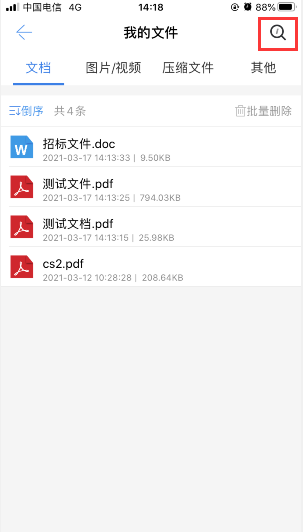 中国电信 4G 14:18 88%
我的文件
文档 图片/视频 压缩文件 其他
倒序 共4条 批量删除
招标文件.doc
2021-03-17 14:13:33 | 9.50KB
测试文件.pdf
2021-03-17 14:13:25 | 794.03KB
测试文档.pdf
2021-03-17 14:13:15 | 25.98KB
cs2.pdf
2021-03-12 10:28:28 | 208.64KB